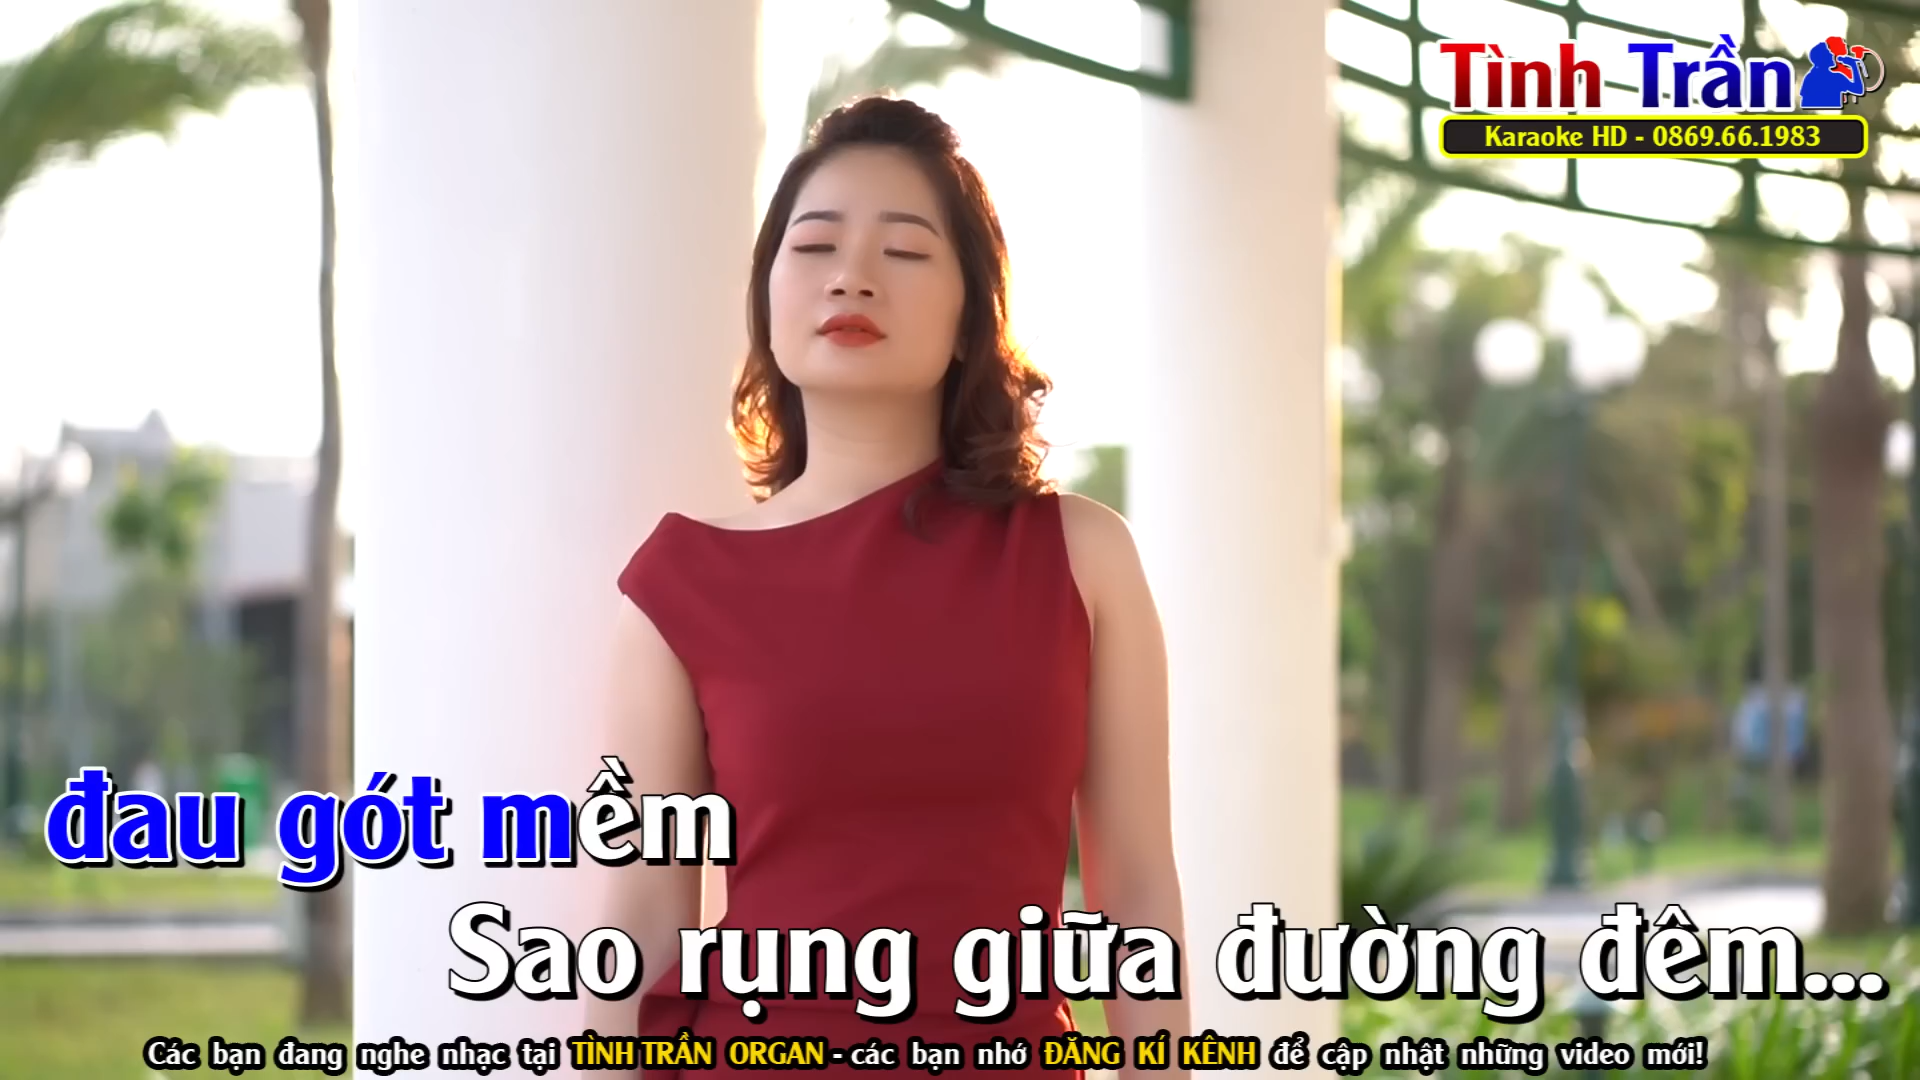 Tình Trần
Karaoke HD - 0869.66.1983
đau gót mềm
Sao rụng giữa đường đêm...
Các bạn đang nghe nhạc tại TÌNH TRẦN ORGAN - các bạn nhớ ĐĂNG KÍ KÊNH để cập nhật những video mới!